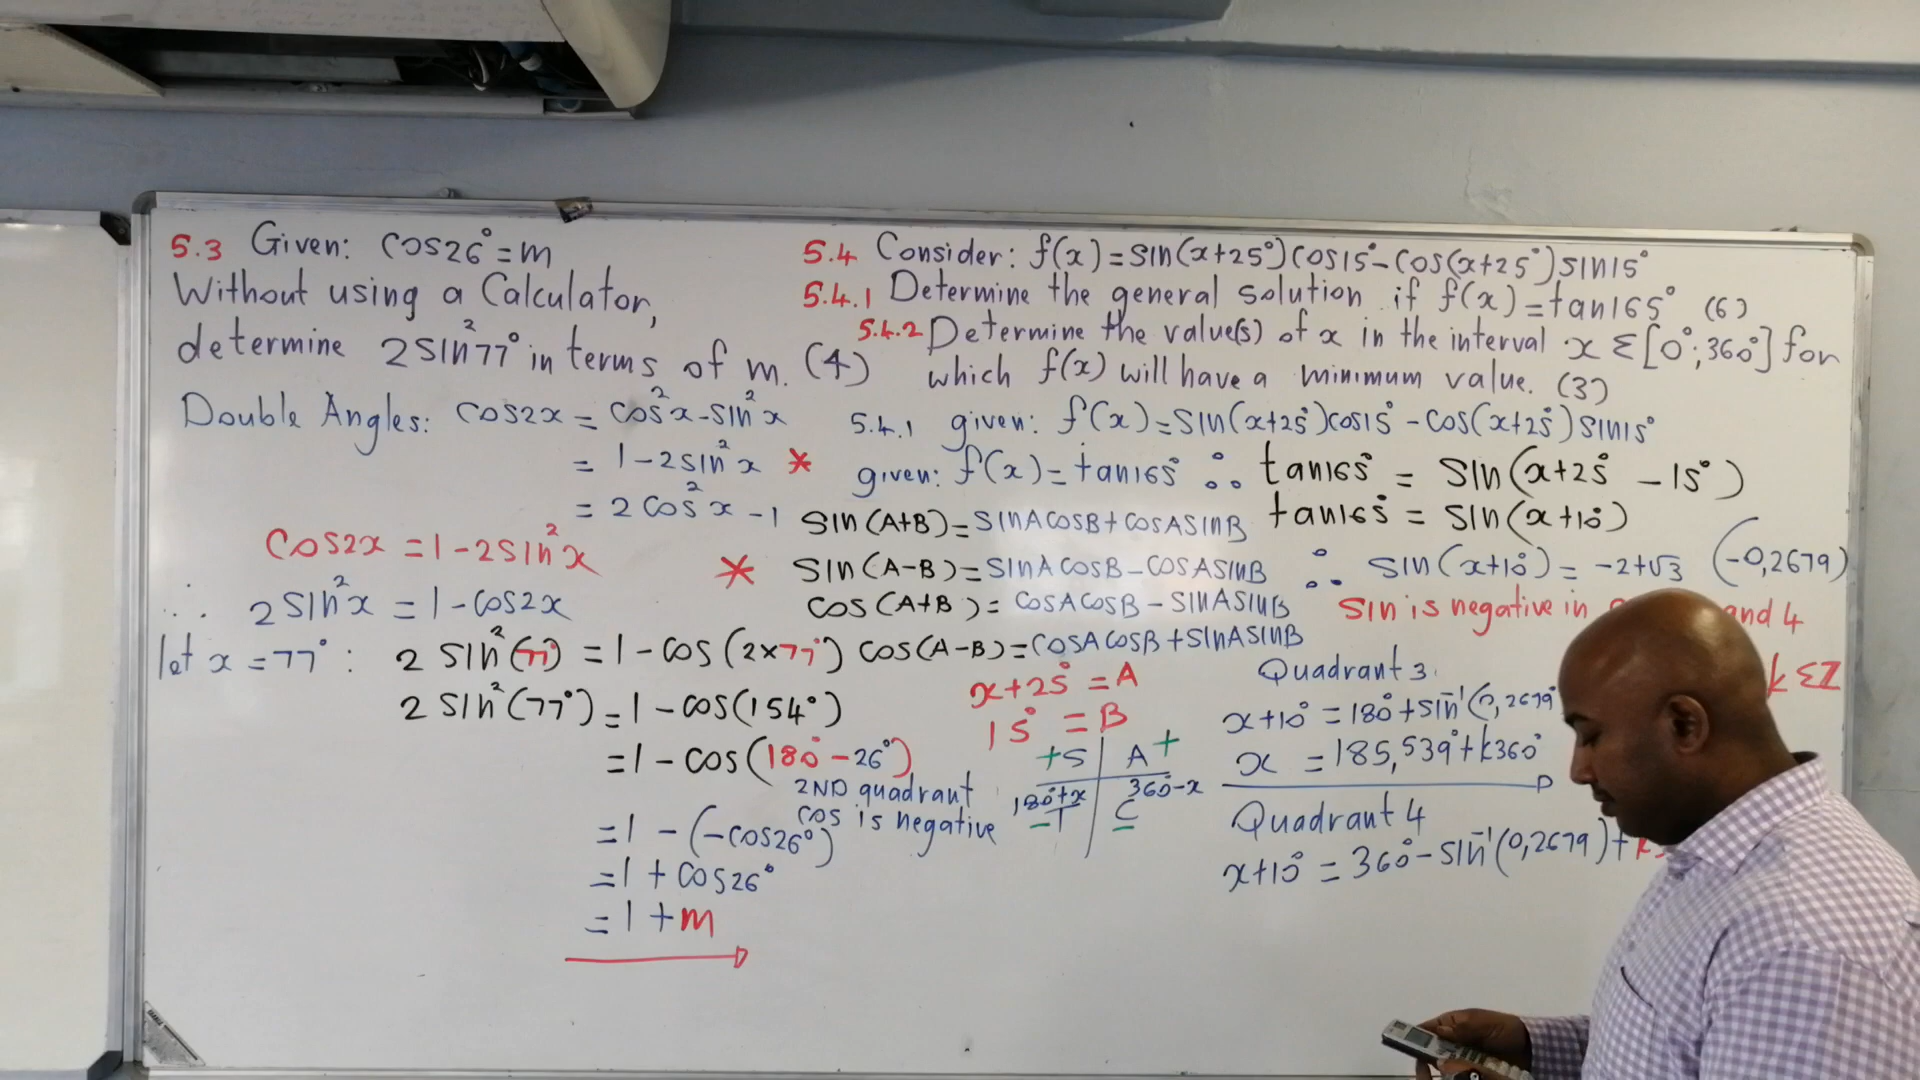 5.3 Given: cos26° = m
Without using a Calculator,
determine 2sin²77° in terms of m. (4)
Double Angles: cos2x = cos²x - sin²x
= 1 - 2sin²x *
= 2cos²x - 1
cos2x = 1 - 2sin²x
∴ 2sin²x = 1 - cos2x
let x = 77° : 2 sin²(77°) = 1 - cos(2×77°)
2 sin²(77°) = 1 - cos(154°)
= 1 - cos(180° - 26°)
2ND quadrant
cos is negative
= 1 - (-cos26°)
= 1 + cos26°
= 1 + m
5.4 Consider: f(x) = sin(x+25°)cos15° - cos(x+25°)sin15°
5.4.1 Determine the general solution if f(x) = tan165° (6)
5.4.2 Determine the value(s) of x in the interval x ε [0°; 360°] for
which f(x) will have a minimum value. (3)
5.4.1 given: f(x) = sin(x+25°)cos15° - cos(x+25°)sin15°
given: f(x) = tan165° ∴ tan165° = sin(x+25° - 15°)
tan165° = sin(x+10°)
sin(A+B) = sinAcosB + cosAsinB
* sin(A-B) = sinAcosB - cosAsinB
cos(A+B) = cosAcosB - sinAsinB
cos(A-B) = cosAcosB + sinAsinB
x+25° = A
15° = B
+S A+
180°+x 360°-x
-T C-
∴ sin(x+10°) = -2+√3 (-0,2679)
sin is negative in and 4
k ε Z
Quadrant 3.
x+10° = 180° + sin⁻¹(0,2679
x = 185,539° + k360°
Quadrant 4
x+10° = 360° - sin⁻¹(0,2679) +